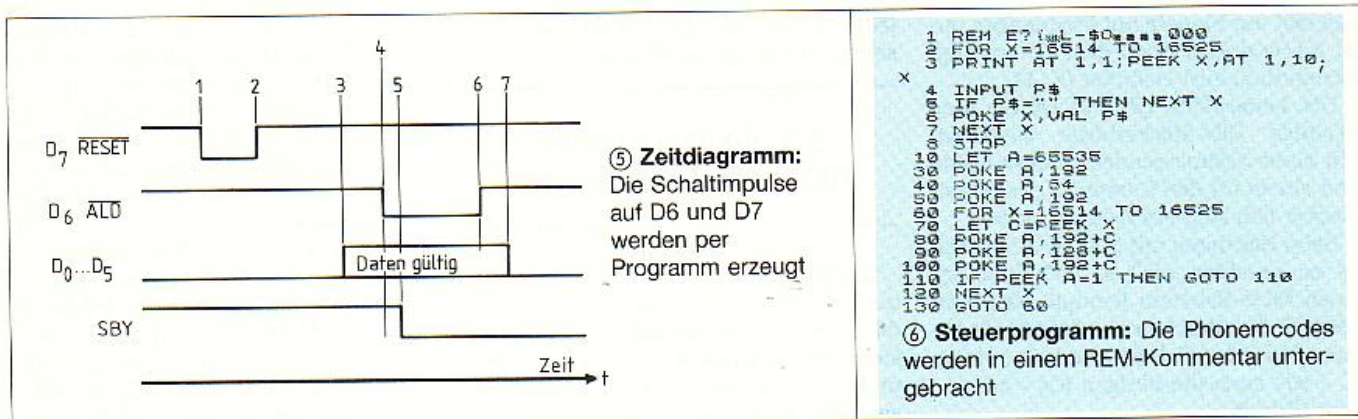 4
1 2 3 5 6 7
D7 RESET
D6 ALD
D0...D5 Daten gültig
SBY
Zeit
t
⑤ Zeitdiagramm:
Die Schaltimpulse
auf D6 und D7
werden per
Programm erzeugt
1 REM
2 FOR X=16514 TO 16525
3 PRINT AT 1,1;PEEK X,AT 1,10;
X
4 INPUT P$
5 IF P$="" THEN NEXT X
6 POKE X,VAL P$
7 NEXT X
8 STOP
10 LET A=65535
30 POKE A,192
40 POKE A,64
50 POKE A,192
60 FOR X=16514 TO 16525
70 LET C=PEEK X
80 POKE A,192+C
90 POKE A,128+C
100 POKE A,192+C
110 IF PEEK A=1 THEN GOTO 110
120 NEXT X
130 GOTO 60
⑥ Steuerprogramm: Die Phonemcodes
werden in einem REM-Kommentar unter-
gebracht